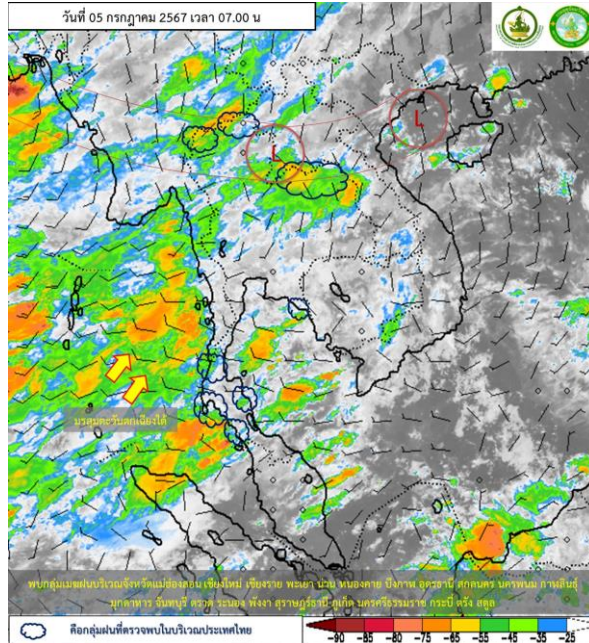 วันที่ 05 กรกฎาคม 2567 เวลา 07.00 น
L
L
มรสุมตะวันตกเฉียงใต้
พบกลุ่มเมฆฝนบริเวณจังหวัดแม่ฮ่องสอน เชียงใหม่ เชียงราย พะเยา น่าน หนองคาย บึงกาฬ อุดรธานี สกลนคร นครพนม กาฬสินธุ์
มุกดาหาร จันทบุรี ตราด ระนอง พังงา สุราษฎร์ธานี ภูเก็ต นครศรีธรรมราช กระบี่ ตรัง สตูล
คือกลุ่มฝนที่ตรวจพบในบริเวณประเทศไทย
-90 -85 -80 -75 -65 -55 -45 -35 -25